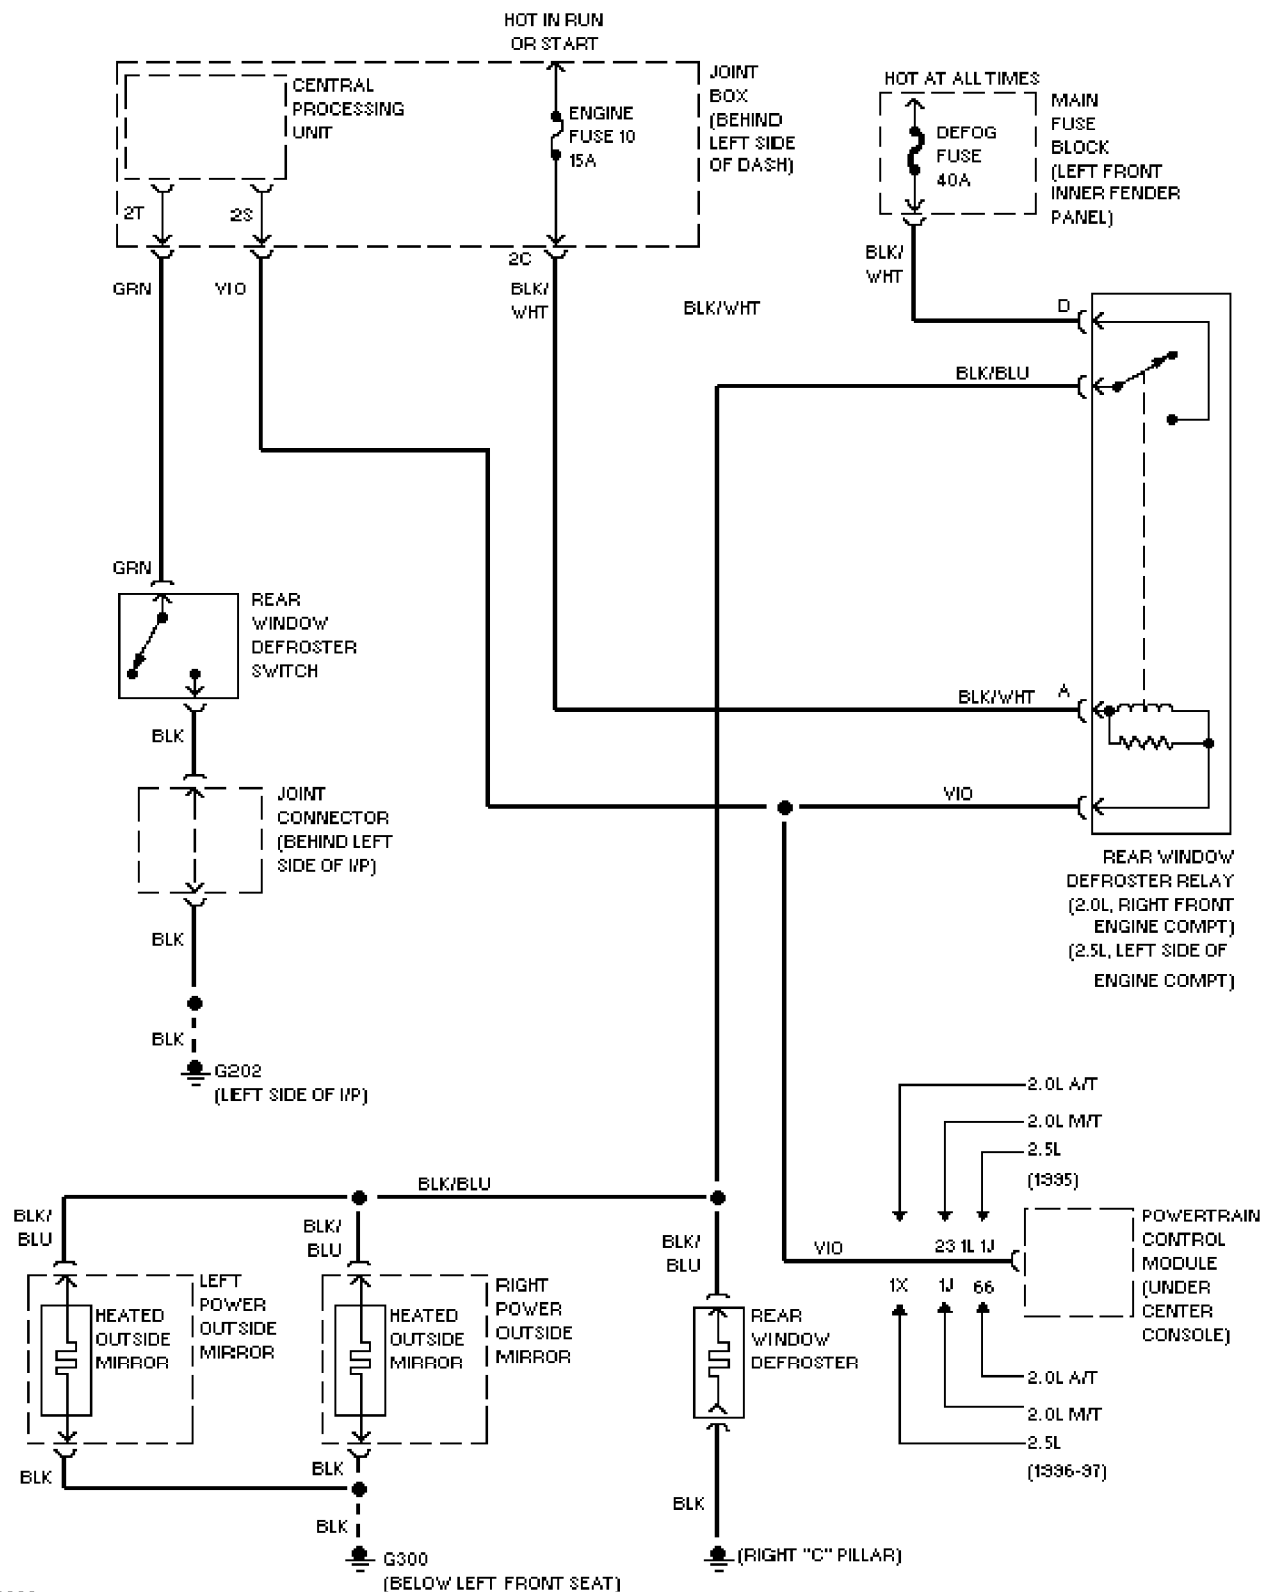 HOT IN RUN
OR START
CENTRAL
PROCESSING
UNIT
ENGINE
FUSE 10
15A
JOINT
BOX
(BEHIND
LEFT SIDE
OF DASH)
HOT AT ALL TIMES
DEFOG
FUSE
40A
MAIN
FUSE
BLOCK
(LEFT FRONT
INNER FENDER
PANEL)
2T
2S
2C
GRN
VIO
BLK/
WHT
BLK/WHT
BLK/
WHT
D
BLK/BLU
GRN
REAR
WINDOW
DEFROSTER
SWITCH
BLK/WHT
A
BLK
JOINT
CONNECTOR
(BEHIND LEFT
SIDE OF I/P)
VIO
REAR WINDOW
DEFROSTER RELAY
(2.0L, RIGHT FRONT
ENGINE COMPT)
(2.5L, LEFT SIDE OF
ENGINE COMPT)
BLK
BLK
G202
(LEFT SIDE OF I/P)
2.0L A/T
2.0L M/T
2.5L
(1995)
BLK/BLU
BLK/
BLU
BLK/
BLU
BLK/
BLU
VIO
23 1L 1J
1X
1J
66
POWERTRAIN
CONTROL
MODULE
(UNDER
CENTER
CONSOLE)
LEFT
POWER
OUTSIDE
MIRROR
HEATED
OUTSIDE
MIRROR
RIGHT
POWER
OUTSIDE
MIRROR
HEATED
OUTSIDE
MIRROR
REAR
WINDOW
DEFROSTER
2.0L A/T
2.0L M/T
2.5L
(1996-97)
BLK
BLK
BLK
BLK
G300
(BELOW LEFT FRONT SEAT)
(RIGHT "C" PILLAR)